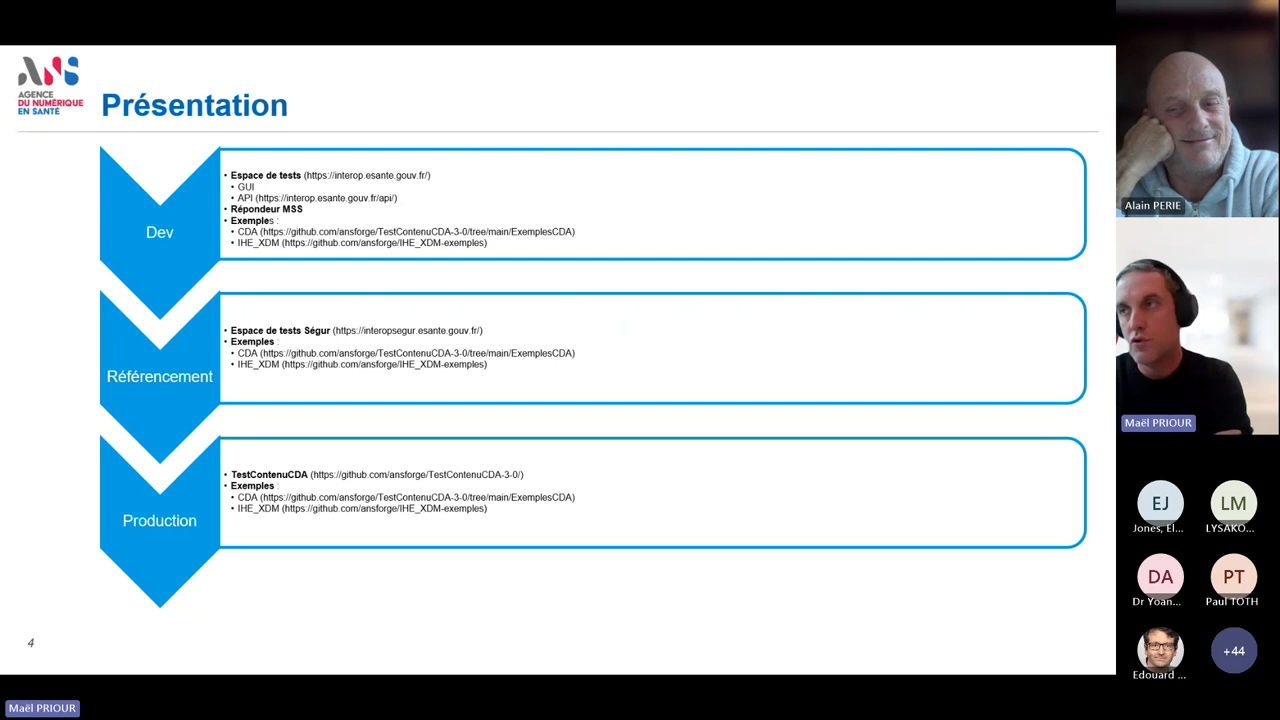 ANS
AGENCE
DU NUMÉRIQUE
EN SANTÉ
Présentation
Dev
• Espace de tests (https://interop.esante.gouv.fr/)
• GUI
• API (https://interop.esante.gouv.fr/api/)
• Répondeur MSS
• Exemples :
• CDA (https://github.com/ansforge/TestContenuCDA-3-0/tree/main/ExemplesCDA)
• IHE_XDM (https://github.com/ansforge/IHE_XDM-exemples)
Référencement
• Espace de tests Ségur (https://interopsegur.esante.gouv.fr/)
• Exemples :
• CDA (https://github.com/ansforge/TestContenuCDA-3-0/tree/main/ExemplesCDA)
• IHE_XDM (https://github.com/ansforge/IHE_XDM-exemples)
Production
• TestContenuCDA (https://github.com/ansforge/TestContenuCDA-3-0/)
• Exemples :
• CDA (https://github.com/ansforge/TestContenuCDA-3-0/tree/main/ExemplesCDA)
• IHE_XDM (https://github.com/ansforge/IHE_XDM-exemples)
4
Alain PERIE
Maël PRIOUR
EJ
Jones, El...
LM
LYSAKO...
DA
Dr Yoan...
PT
Paul TOTH
Edouard ...
+44
Maël PRIOUR